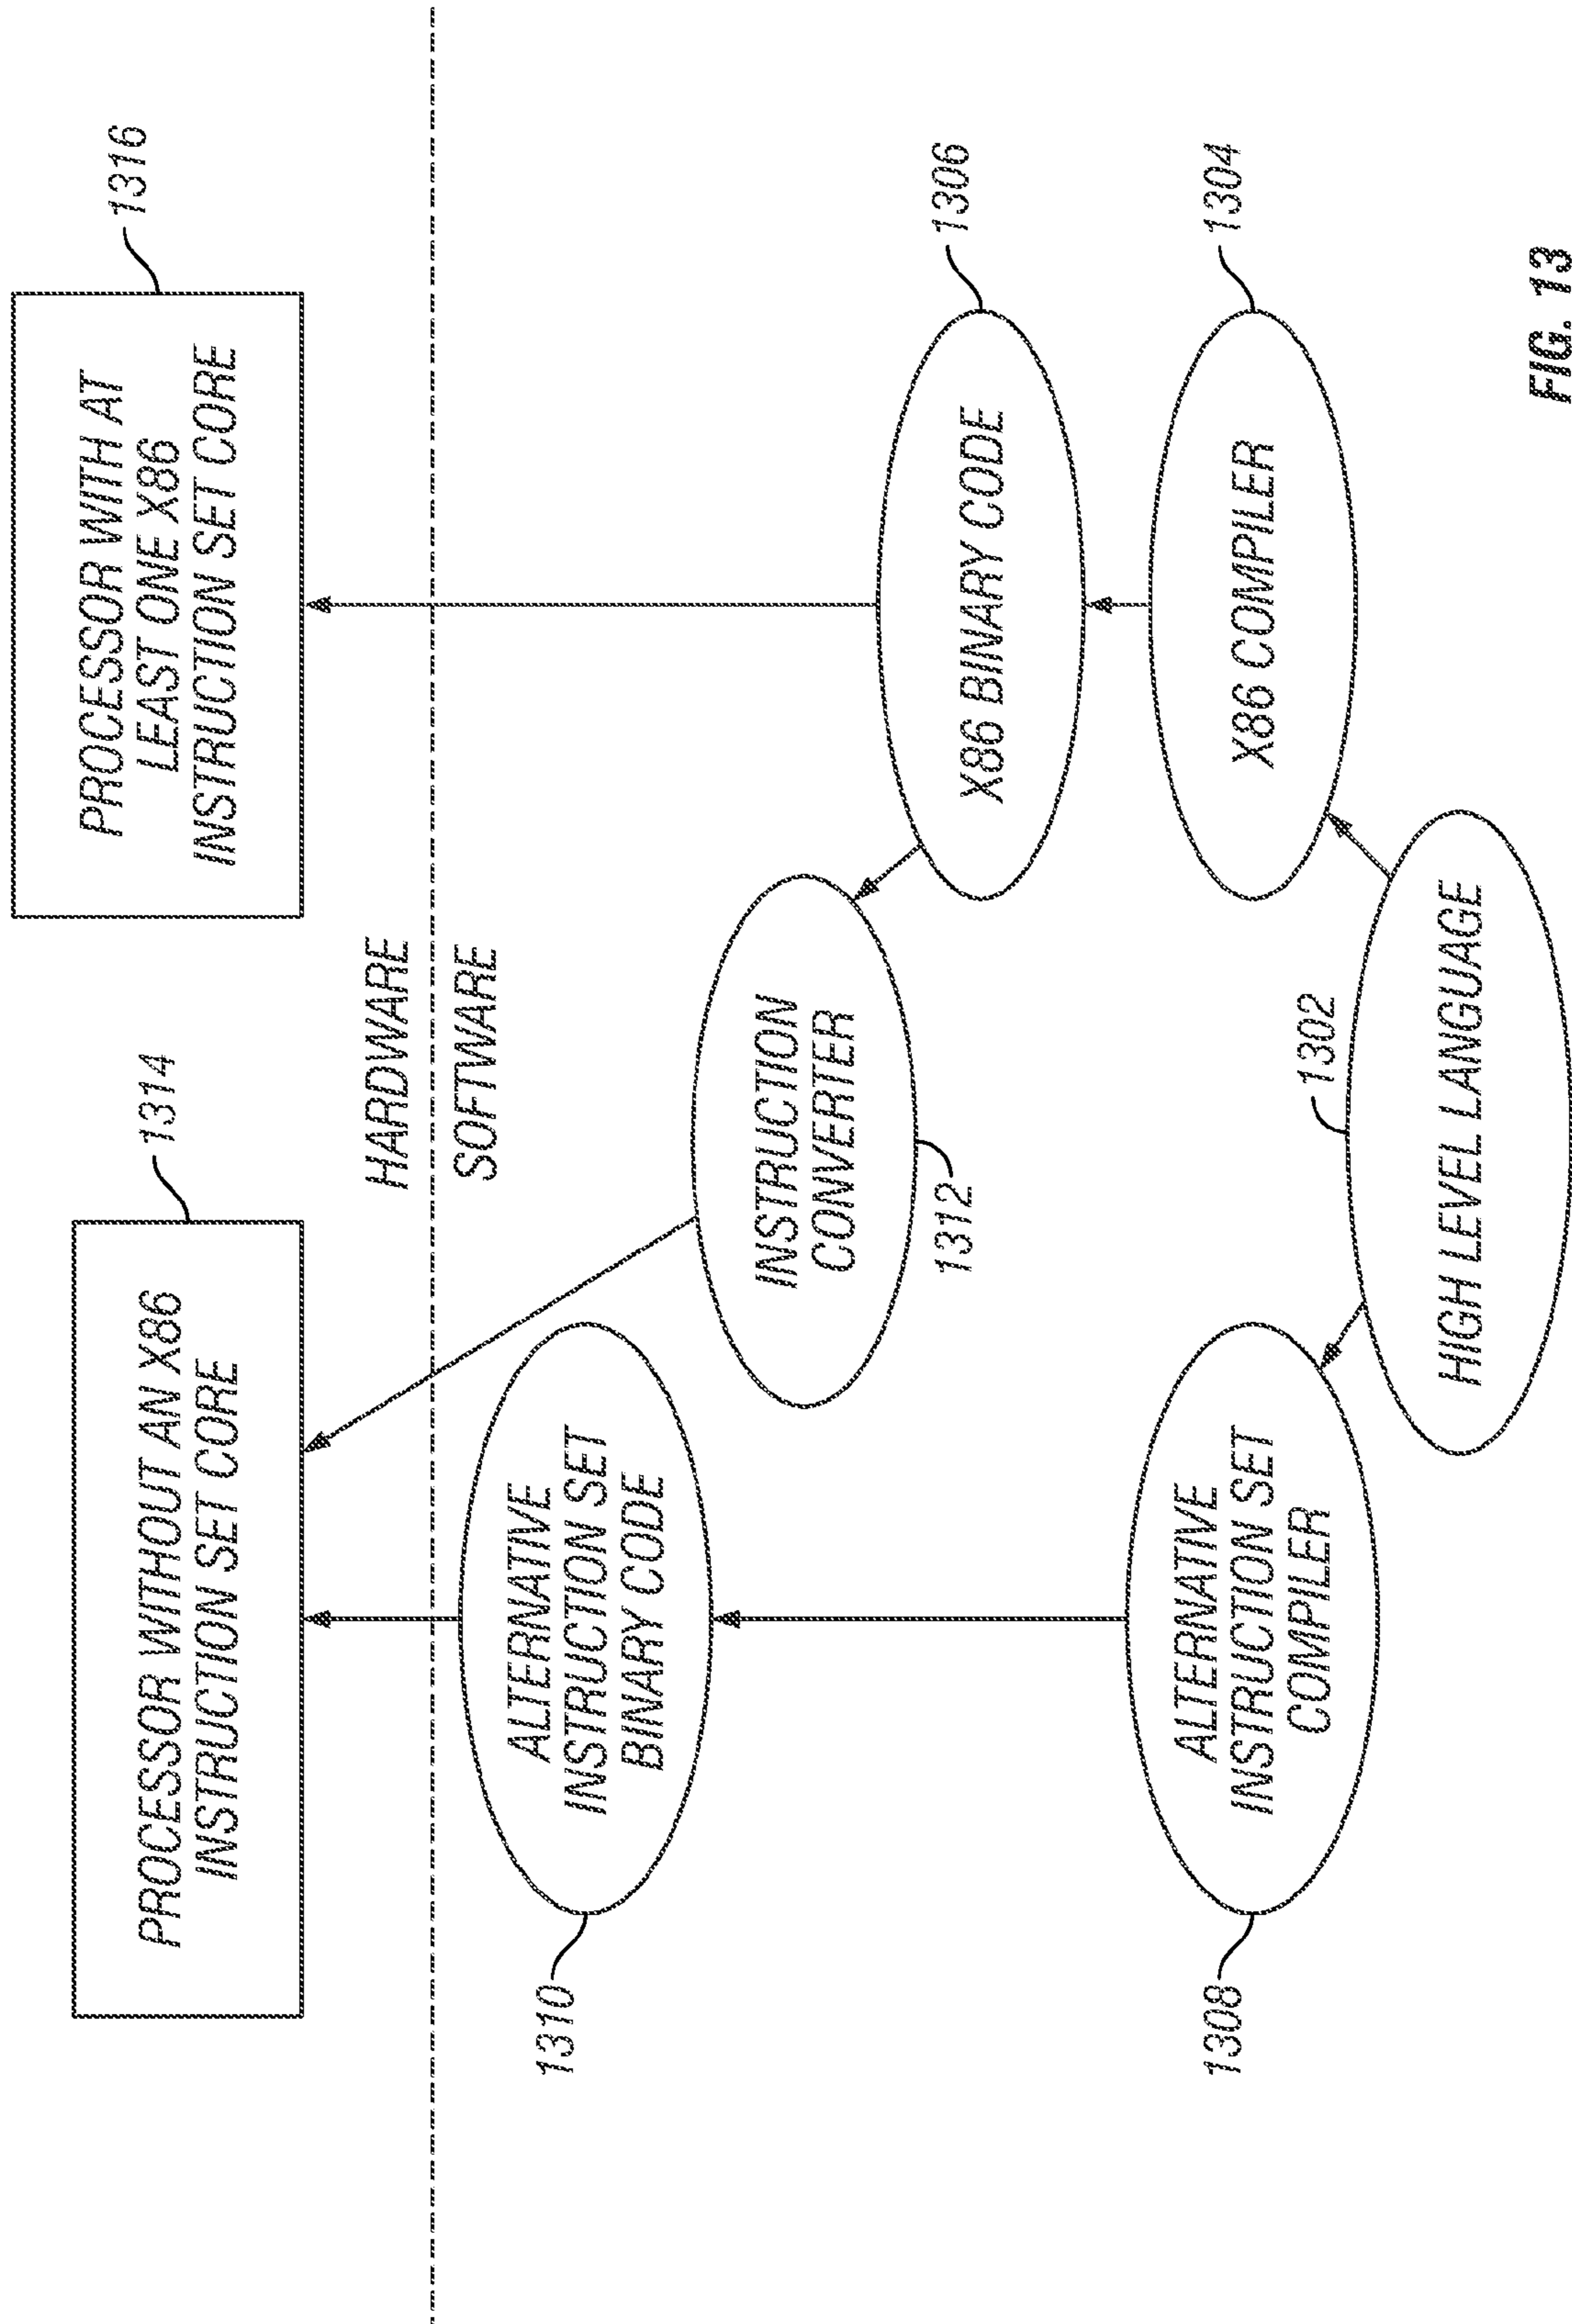 PROCESSOR WITHOUT AN X86
INSTRUCTION SET CORE
1314
PROCESSOR WITH AT
LEAST ONE X86
INSTRUCTION SET CORE
1316
HARDWARE
SOFTWARE
1310
ALTERNATIVE
INSTRUCTION SET
BINARY CODE
INSTRUCTION
CONVERTER
1312
X86 BINARY CODE
1306
1308
ALTERNATIVE
INSTRUCTION SET
COMPILER
X86 COMPILER
1304
1302
HIGH LEVEL LANGUAGE
FIG. 13